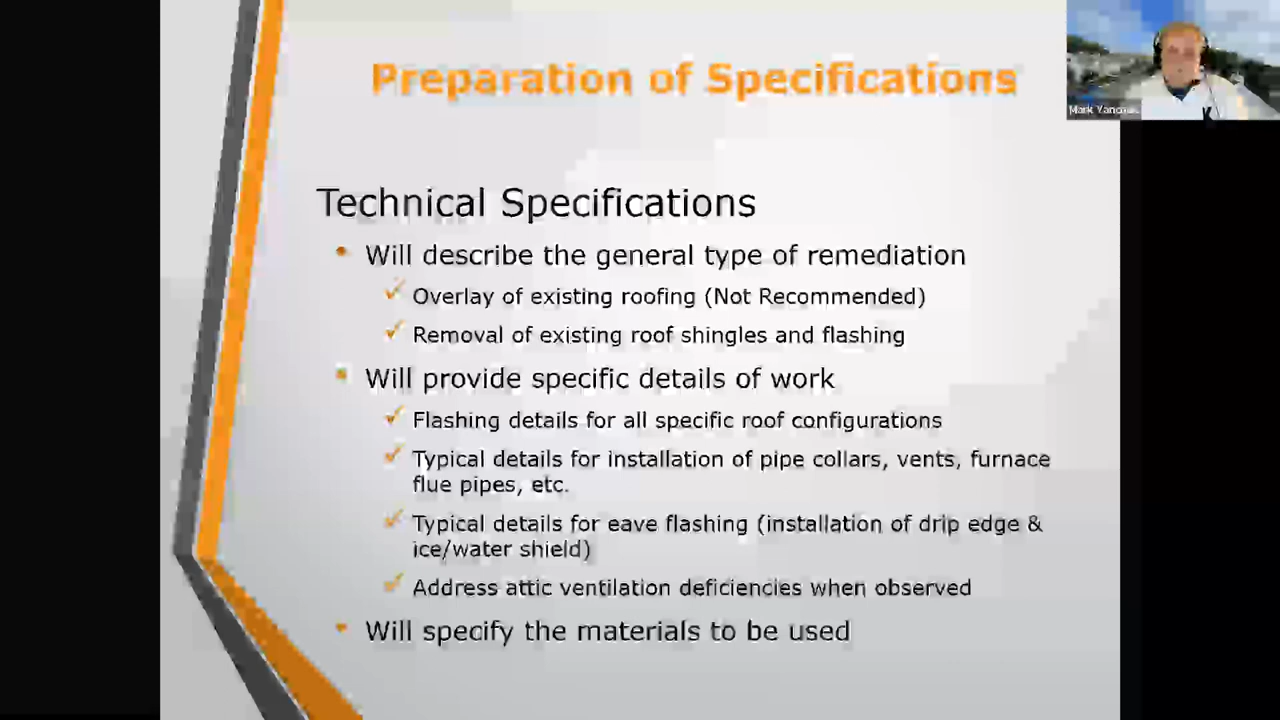 Preparation of Specifications
Mark
Technical Specifications
• Will describe the general type of remediation
✓ Overlay of existing roofing (Not Recommended)
✓ Removal of existing roof shingles and flashing
• Will provide specific details of work
✓ Flashing details for all specific roof configurations
✓ Typical details for installation of pipe collars, vents, furnace
flue pipes, etc.
✓ Typical details for eave flashing (installation of drip edge &
ice/water shield)
✓ Address attic ventilation deficiencies when observed
• Will specify the materials to be used